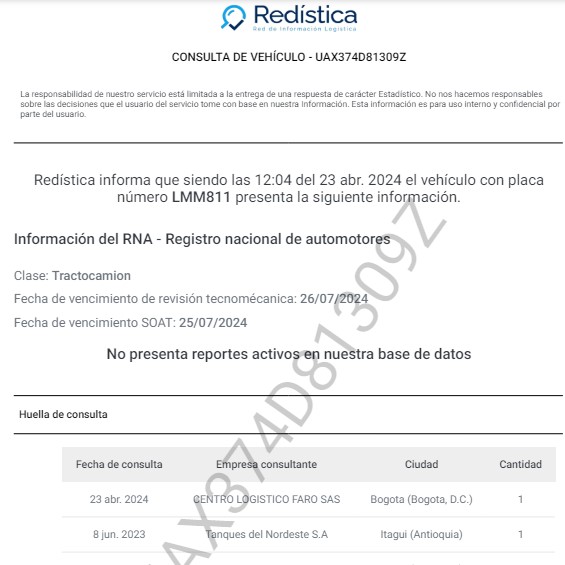 Redística
Red de Información Logística
CONSULTA DE VEHÍCULO - UAX374D81309Z
La responsabilidad de nuestro servicio está limitada a la entrega de una respuesta de carácter Estadístico. No nos hacemos responsables
sobre las decisiones que el usuario del servicio tome con base en nuestra Información. Esta información es para uso interno y confidencial por
parte del usuario.
Redística informa que siendo las 12:04 del 23 abr. 2024 el vehículo con placa
número LMM811 presenta la siguiente información.
Información del RNA - Registro nacional de automotores
Clase: Tractocamion
Fecha de vencimiento de revisión tecnomécanica: 26/07/2024
Fecha de vencimiento SOAT: 25/07/2024
No presenta reportes activos en nuestra base de datos
Huella de consulta
Fecha de consulta Empresa consultante Ciudad Cantidad
23 abr. 2024 CENTRO LOGISTICO FARO SAS Bogota (Bogota, D.C.) 1
8 jun. 2023 Tanques del Nordeste S.A Itagui (Antioquia) 1
AX374D81309Z